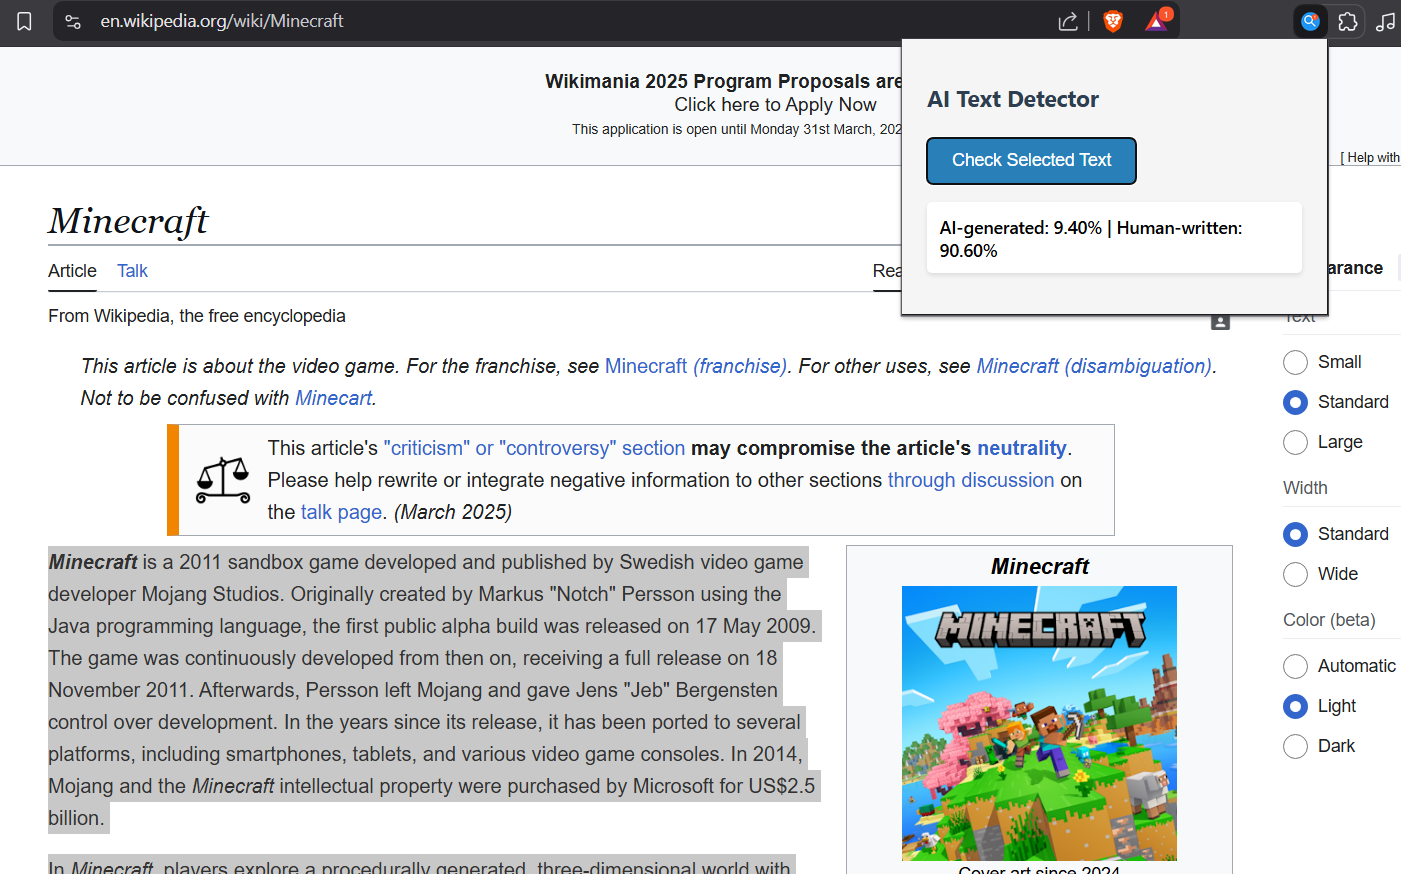 en.wikipedia.org/wiki/Minecraft
1
Wikimania 2025 Program Proposals are
Click here to Apply Now
This application is open until Monday 31st March, 202
[ Help with
AI Text Detector
Check Selected Text
AI-generated: 9.40% | Human-written:
90.60%
Minecraft
Article Talk
Rea
arance
From Wikipedia, the free encyclopedia
Text
This article is about the video game. For the franchise, see Minecraft (franchise). For other uses, see Minecraft (disambiguation).
Not to be confused with Minecart.
This article's "criticism" or "controversy" section may compromise the article's neutrality.
Please help rewrite or integrate negative information to other sections through discussion on
the talk page. (March 2025)
Minecraft is a 2011 sandbox game developed and published by Swedish video game
developer Mojang Studios. Originally created by Markus "Notch" Persson using the
Java programming language, the first public alpha build was released on 17 May 2009.
The game was continuously developed from then on, receiving a full release on 18
November 2011. Afterwards, Persson left Mojang and gave Jens "Jeb" Bergensten
control over development. In the years since its release, it has been ported to several
platforms, including smartphones, tablets, and various video game consoles. In 2014,
Mojang and the Minecraft intellectual property were purchased by Microsoft for US$2.5
billion.
In Minecraft, players explore a procedurally generated, three-dimensional world with
Minecraft
MINECRAFT
Cover art since 2024
Small
Standard
Large
Width
Standard
Wide
Color (beta)
Automatic
Light
Dark